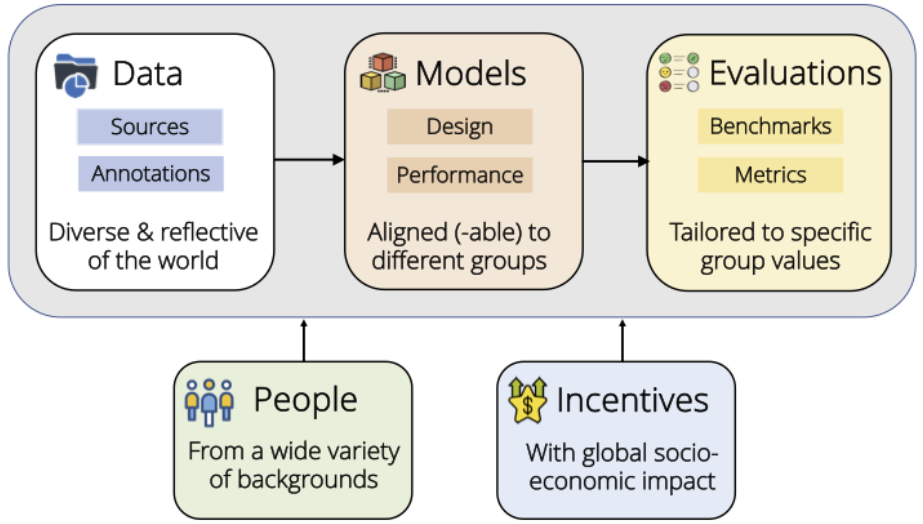 Data
Sources
Annotations
Diverse & reflective
of the world
Models
Design
Performance
Aligned (-able) to
different groups
Evaluations
Benchmarks
Metrics
Tailored to specific
group values
People
From a wide variety
of backgrounds
$
Incentives
With global socio-
economic impact